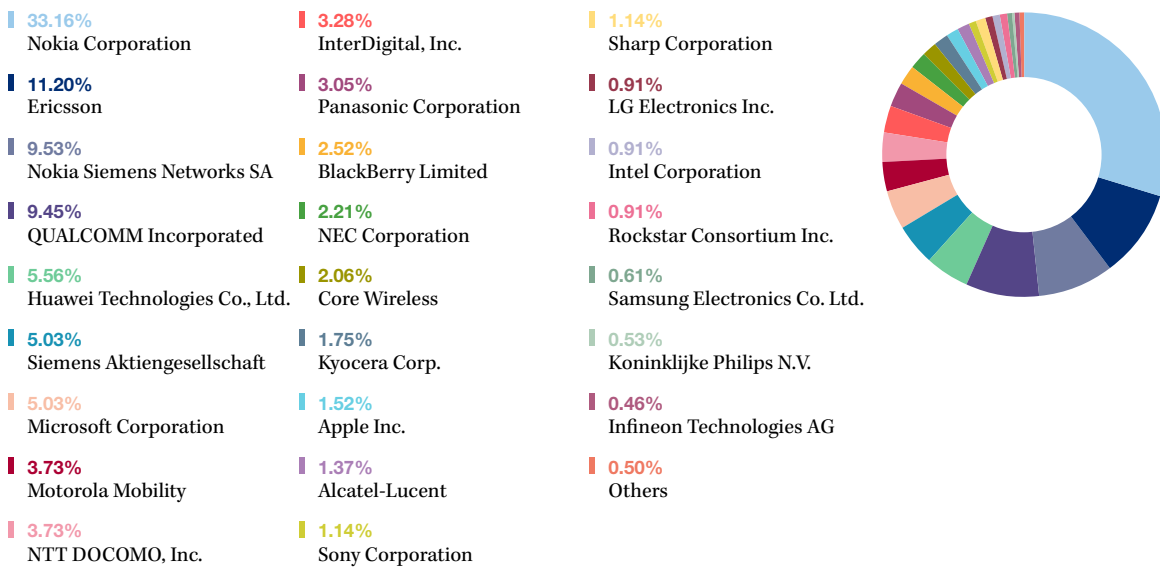 33.16%
Nokia Corporation
11.20%
Ericsson
9.53%
Nokia Siemens Networks SA
9.45%
QUALCOMM Incorporated
5.56%
Huawei Technologies Co., Ltd.
5.03%
Siemens Aktiengesellschaft
5.03%
Microsoft Corporation
3.73%
Motorola Mobility
3.73%
NTT DOCOMO, Inc.
3.28%
InterDigital, Inc.
3.05%
Panasonic Corporation
2.52%
BlackBerry Limited
2.21%
NEC Corporation
2.06%
Core Wireless
1.75%
Kyocera Corp.
1.52%
Apple Inc.
1.37%
Alcatel-Lucent
1.14%
Sony Corporation
1.14%
Sharp Corporation
0.91%
LG Electronics Inc.
0.91%
Intel Corporation
0.91%
Rockstar Consortium Inc.
0.61%
Samsung Electronics Co. Ltd.
0.53%
Koninklijke Philips N.V.
0.46%
Infineon Technologies AG
0.50%
Others